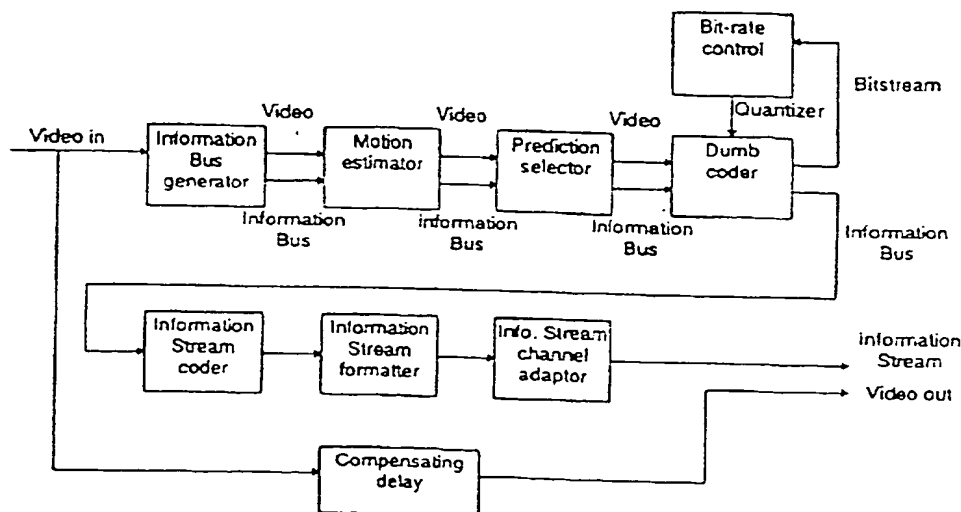 Bit-rate
control
Bitstream
Quantizer
Video
Video
Video
Video in
Information
Bus
generator
Motion
estimator
Prediction
selector
Dumb
coder
Information
Bus
Information
Bus
Information
Bus
Information
Bus
Information
Stream
coder
Information
Stream
formatter
Info. Stream
channel
adaptor
Information
Stream
Video out
Compensating
delay